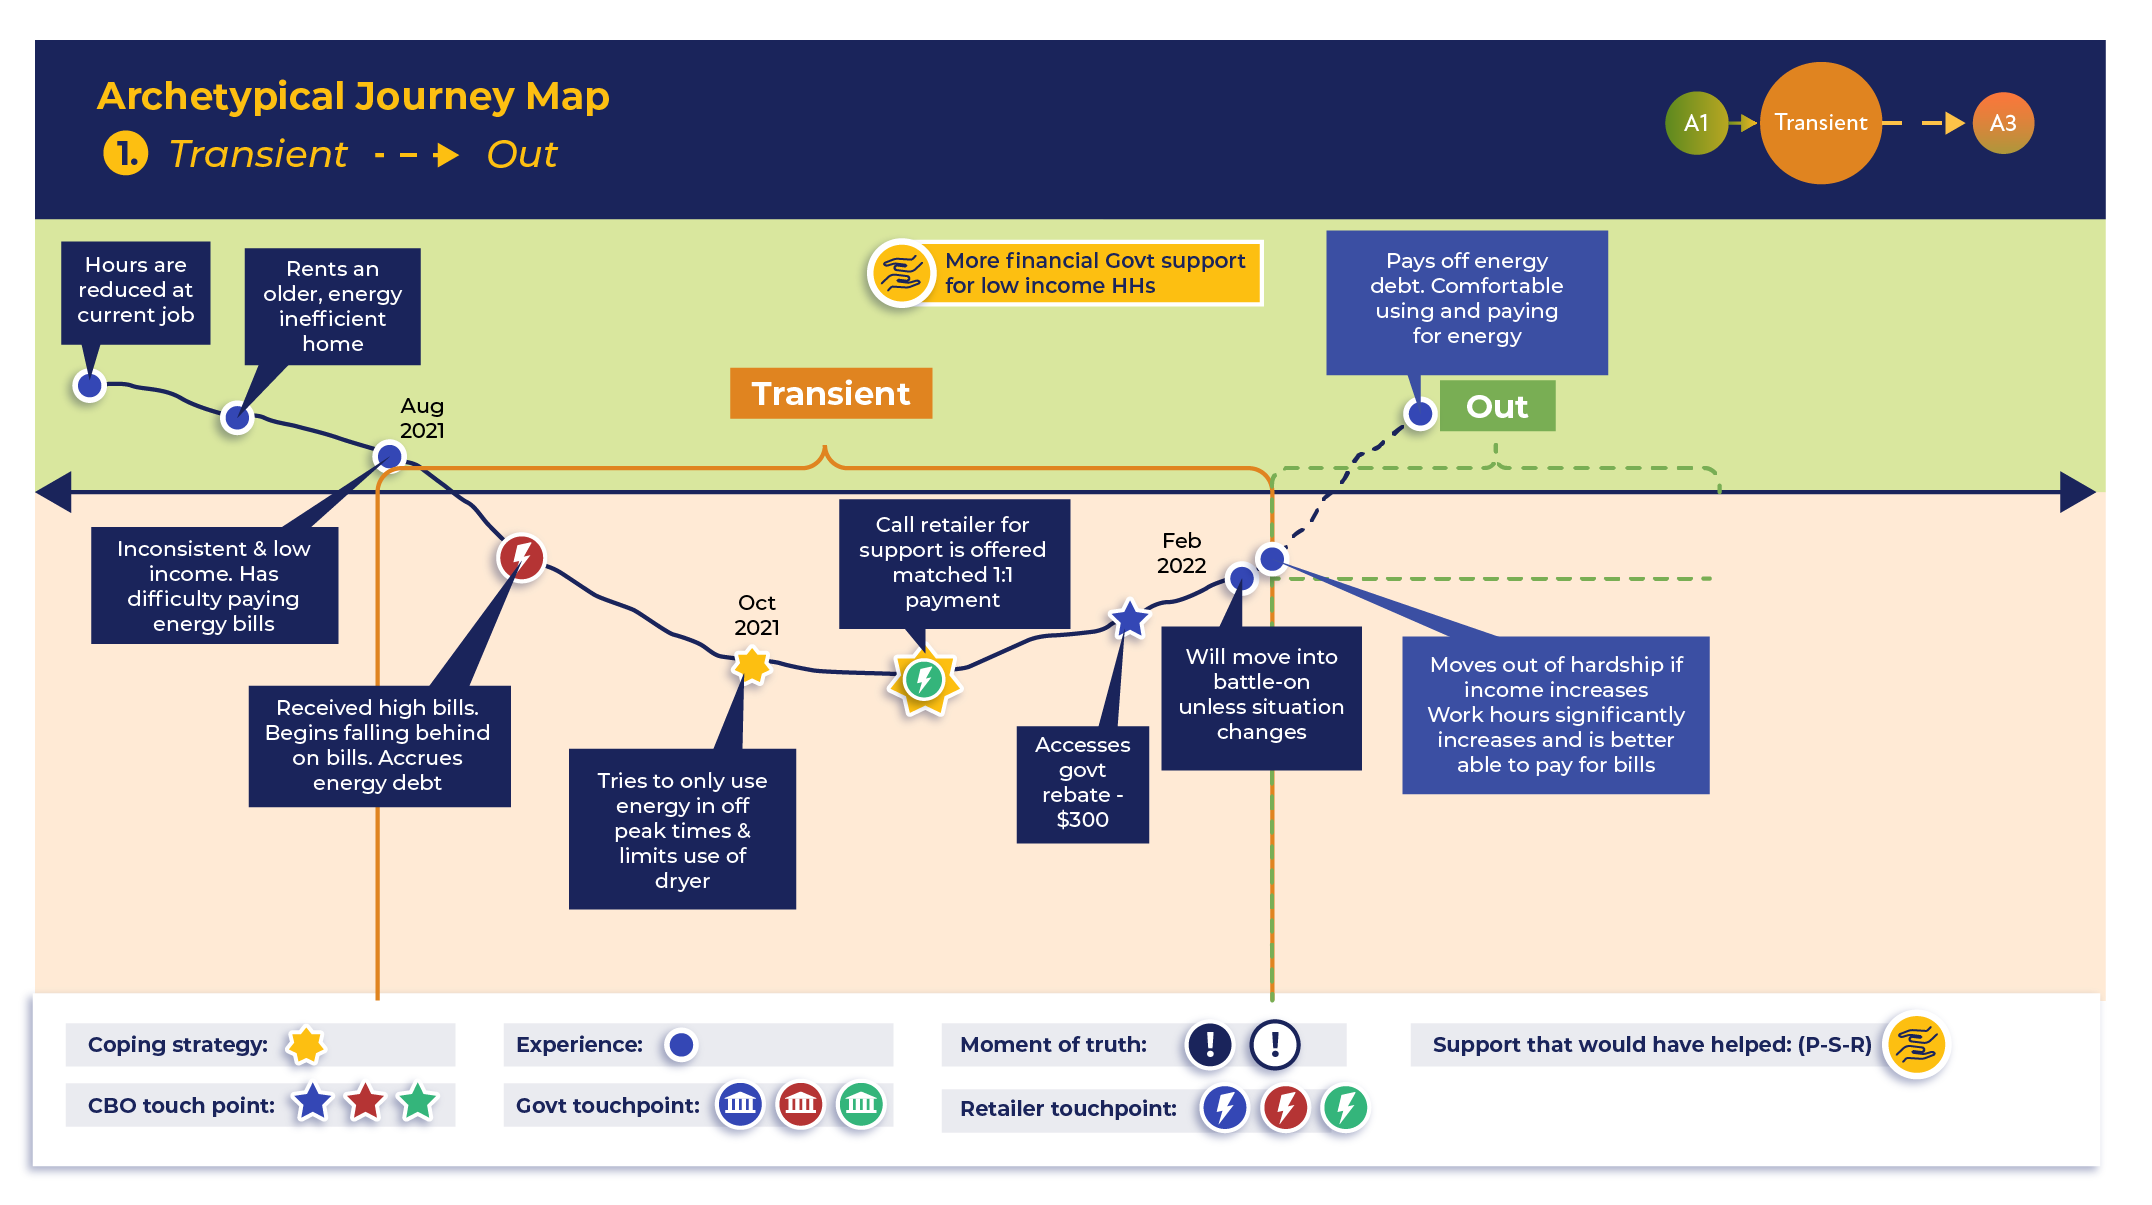 Archetypical Journey Map
1. Transient Out
A1
Transient
A3
Hours are
reduced at
current job
Rents an
older, energy
inefficient
home
More financial Govt support
for low income HHs
Pays off energy
debt. Comfortable
using and paying
for energy
Aug
2021
Transient
Out
Inconsistent & low
income. Has
difficulty paying
energy bills
Call retailer for
support is offered
matched 1:1
payment
Feb
2022
Oct
2021
Received high bills.
Begins falling behind
on bills. Accrues
energy debt
Tries to only use
energy in off
peak times &
limits use of
dryer
Accesses
govt
rebate -
$300
Will move into
battle-on
unless situation
changes
Moves out of hardship if
income increases
Work hours significantly
increases and is better
able to pay for bills
Coping strategy:
Experience:
Moment of truth: ! !
Support that would have helped: (P-S-R)
CBO touch point:
Govt touchpoint:
Retailer touchpoint: